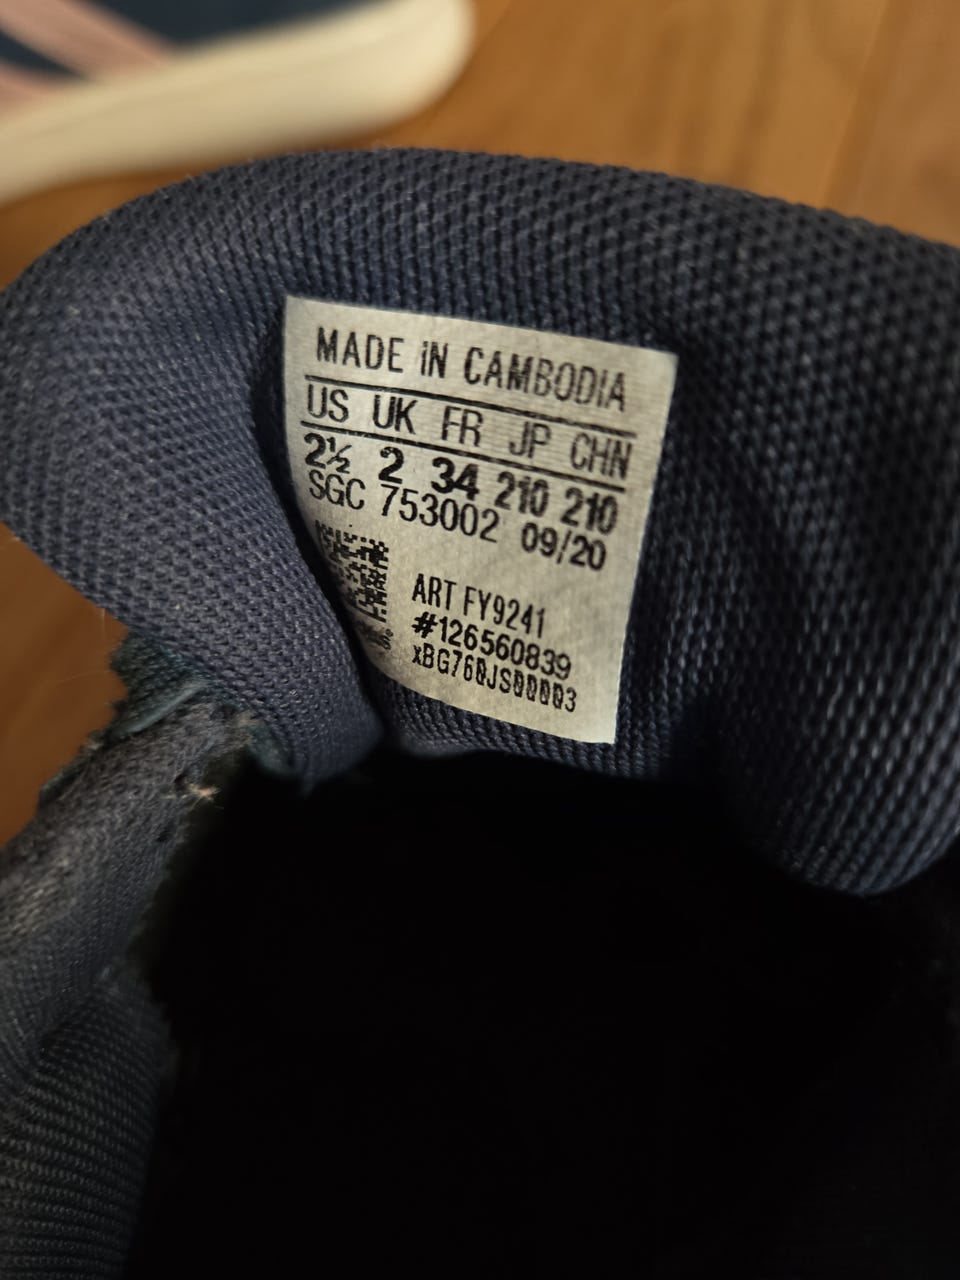 MADE iN CAMBODIA
US UK FR JP CHN
2½ 2 34 210 210
SGC 753002 09/20
ART FY9241
#126560839
xBG760JS00003